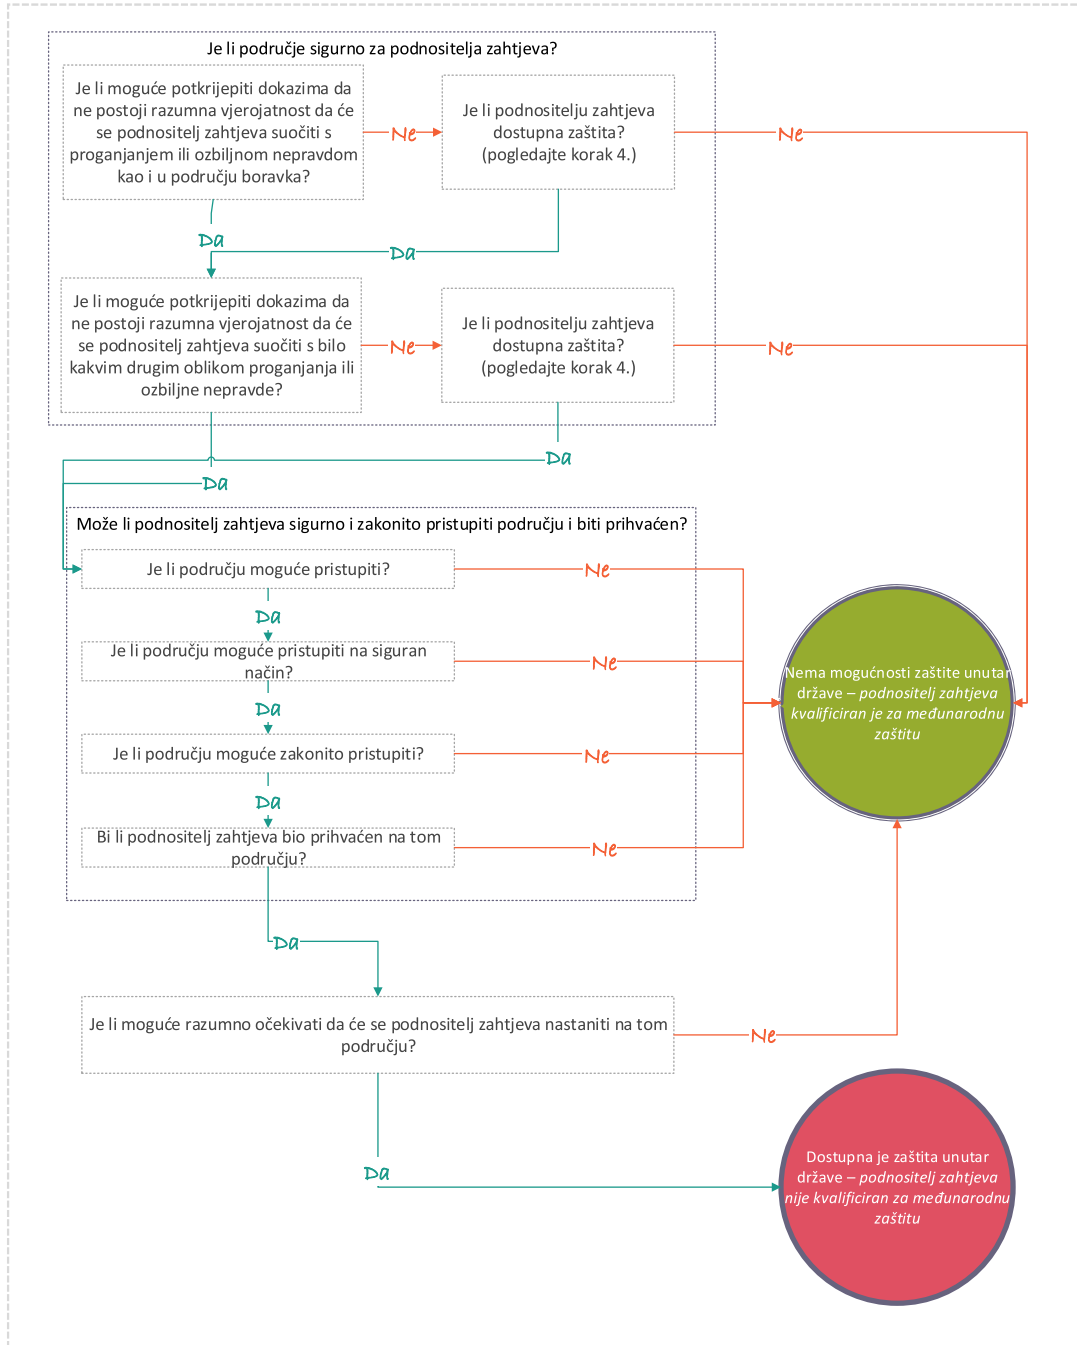 Je li područje sigurno za podnositelja zahtjeva?
Je li moguće potkrijepiti dokazima da
ne postoji razumna vjerojatnost da će
se podnositelj zahtjeva suočiti s
proganjanjem ili ozbiljnom nepravdom
kao i u području boravka?
Ne
Je li podnositelju zahtjeva
dostupna zaštita?
(pogledajte korak 4.)
Ne
Da
Da
Je li moguće potkrijepiti dokazima da
ne postoji razumna vjerojatnost da će
se podnositelj zahtjeva suočiti s bilo
kakvim drugim oblikom proganjanja ili
ozbiljne nepravde?
Ne
Je li podnositelju zahtjeva
dostupna zaštita?
(pogledajte korak 4.)
Ne
Da
Da
Može li podnositelj zahtjeva sigurno i zakonito pristupiti području i biti prihvaćen?
Je li području moguće pristupiti?
Ne
Da
Je li području moguće pristupiti na siguran
način?
Ne
Da
Je li području moguće zakonito pristupiti?
Ne
Da
Bi li podnositelj zahtjeva bio prihvaćen na tom
području?
Ne
Nema mogućnosti zaštite unutar
države – podnositelj zahtjeva
kvalificiran je za međunarodnu
zaštitu
Da
Je li moguće razumno očekivati da će se podnositelj zahtjeva nastaniti na tom
području?
Ne
Da
Dostupna je zaštita unutar
države – podnositelj zahtjeva
nije kvalificiran za međunarodnu
zaštitu